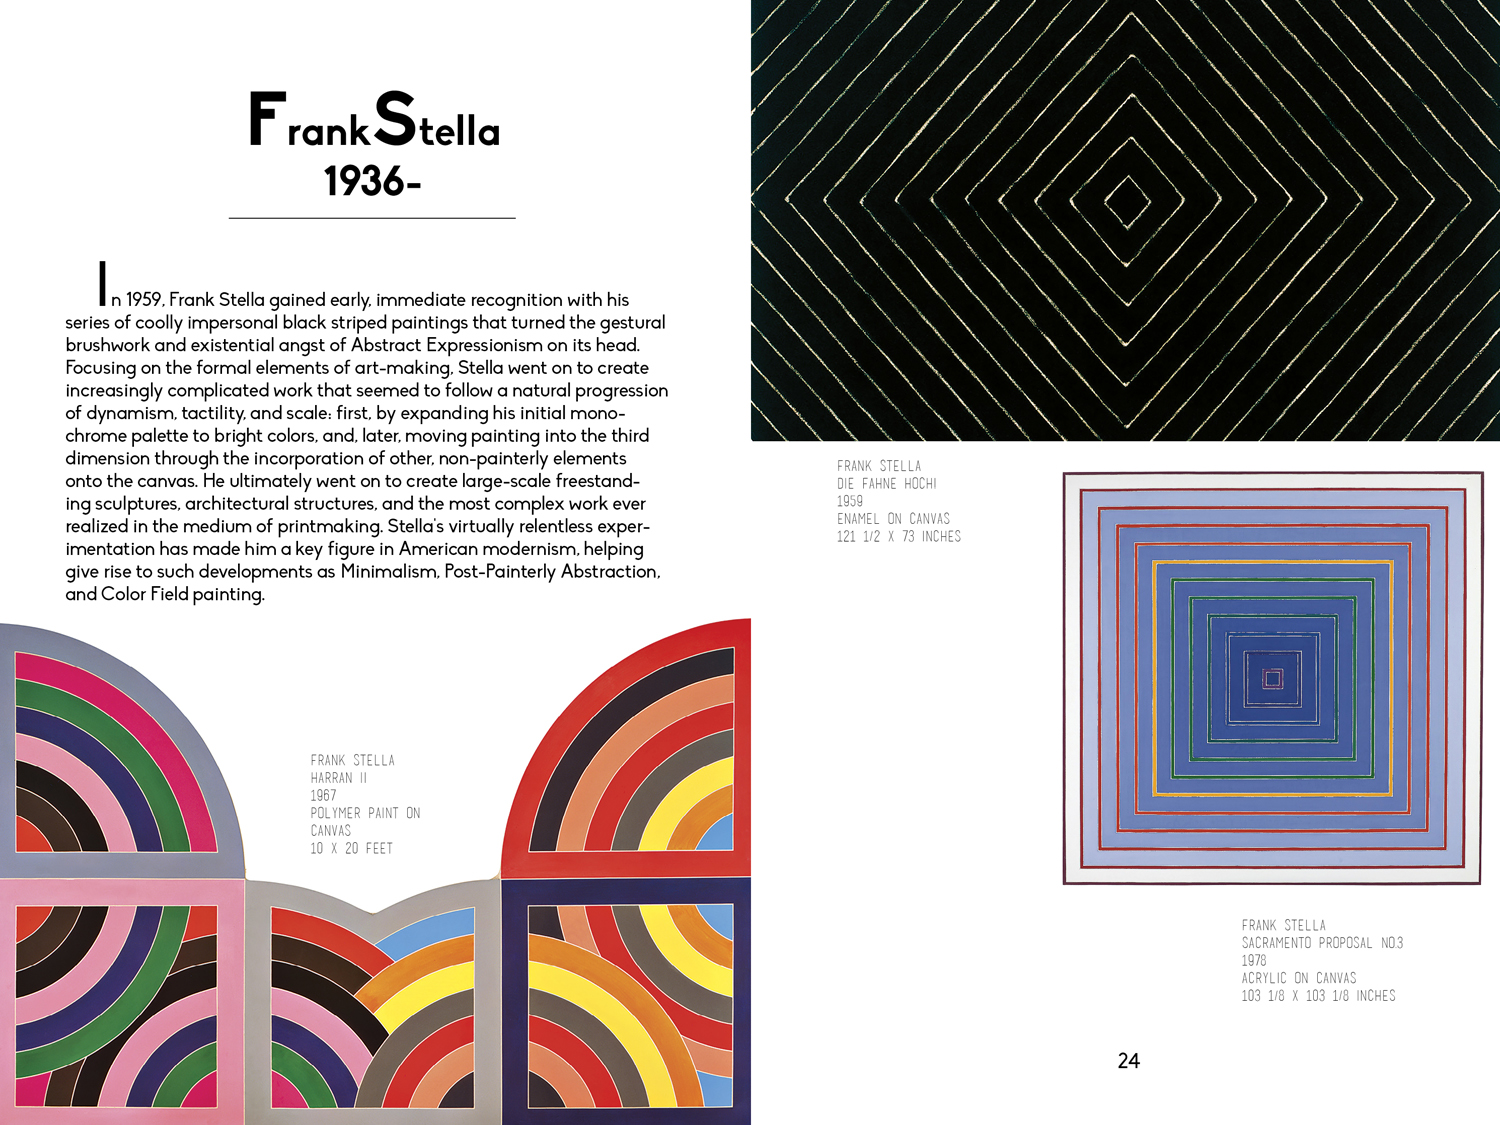 Frank Stella
1936-
In 1959, Frank Stella gained early, immediate recognition with his
series of coolly impersonal black striped paintings that turned the gestural
brushwork and existential angst of Abstract Expressionism on its head.
Focusing on the formal elements of art-making, Stella went on to create
increasingly complicated work that seemed to follow a natural progression
of dynamism, tactility, and scale: first, by expanding his initial mono-
chrome palette to bright colors, and, later, moving painting into the third
dimension through the incorporation of other, non-painterly elements
onto the canvas. He ultimately went on to create large-scale freestand-
ing sculptures, architectural structures, and the most complex work ever
realized in the medium of printmaking. Stella's virtually relentless exper-
imentation has made him a key figure in American modernism, helping
give rise to such developments as Minimalism, Post-Painterly Abstraction,
and Color Field painting.
FRANK STELLA
HARRAN II
1967
POLYMER PAINT ON
CANVAS
10 X 20 FEET
FRANK STELLA
DIE FAHNE HOCH!
1959
ENAMEL ON CANVAS
121 1/2 X 73 INCHES
FRANK STELLA
SACRAMENTO PROPOSAL NO.3
1978
ACRYLIC ON CANVAS
103 1/8 X 103 1/8 INCHES
24